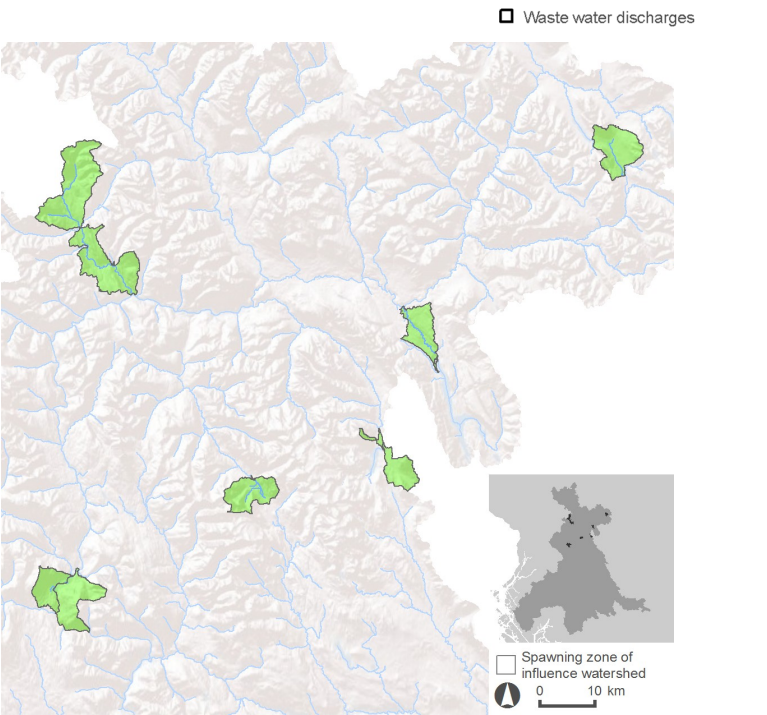 Waste water discharges
Spawning zone of
influence watershed
0 10 km